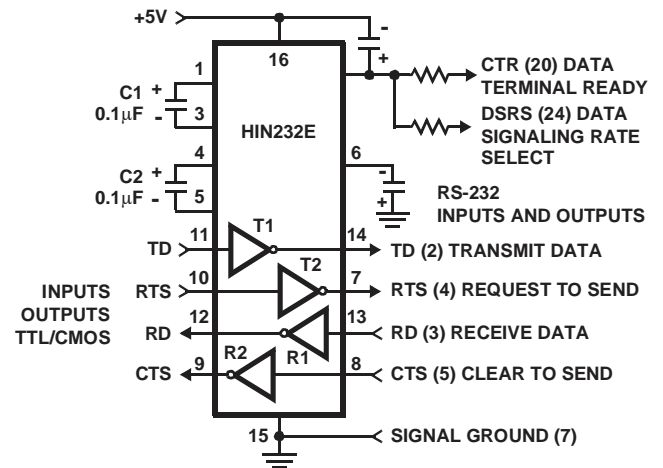 +5V
-
16
+
CTR (20) DATA
TERMINAL READY
1
C1 +
0.1μF -
3
HIN232E
DSRS (24) DATA
SIGNALING RATE
SELECT
4
6
C2 +
0.1μF -
5
-
+
RS-232
INPUTS AND OUTPUTS
T1
TD 11
14 TD (2) TRANSMIT DATA
T2
INPUTS
OUTPUTS
TTL/CMOS
RTS 10
7 RTS (4) REQUEST TO SEND
RD 12
13 RD (3) RECEIVE DATA
R2 R1
CTS 9
8 CTS (5) CLEAR TO SEND
15 SIGNAL GROUND (7)